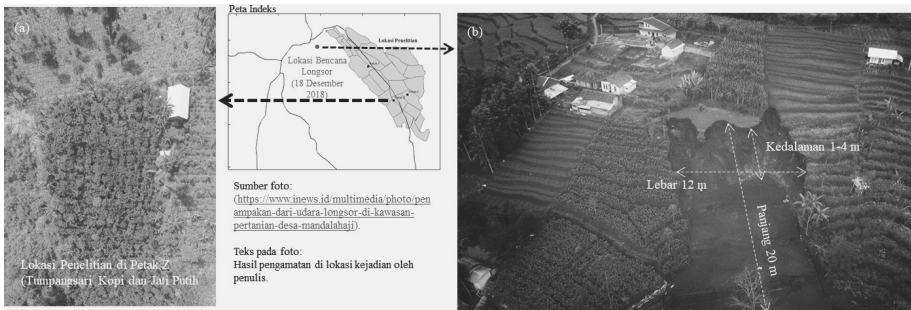 (a)
Lokasi Penelitian di Petak Z
(Tumpangsari Kopi dan Jati Putih
Peta Indeks
Lokasi Penelitian
Lokasi Bencana
Longsor
(18 Desember
2018)
Sumber foto:
(https://www.inews.id/multimedia/photo/pen
ampakan-dari-udara-longsor-di-kawasan-
pertanian-desa-mandalahaji).
Teks pada foto:
Hasil pengamatan di lokasi kejadian oleh
penulis.
(b)
Kedalaman 1-4 m
Lebar 12 m
Panjang 20 m